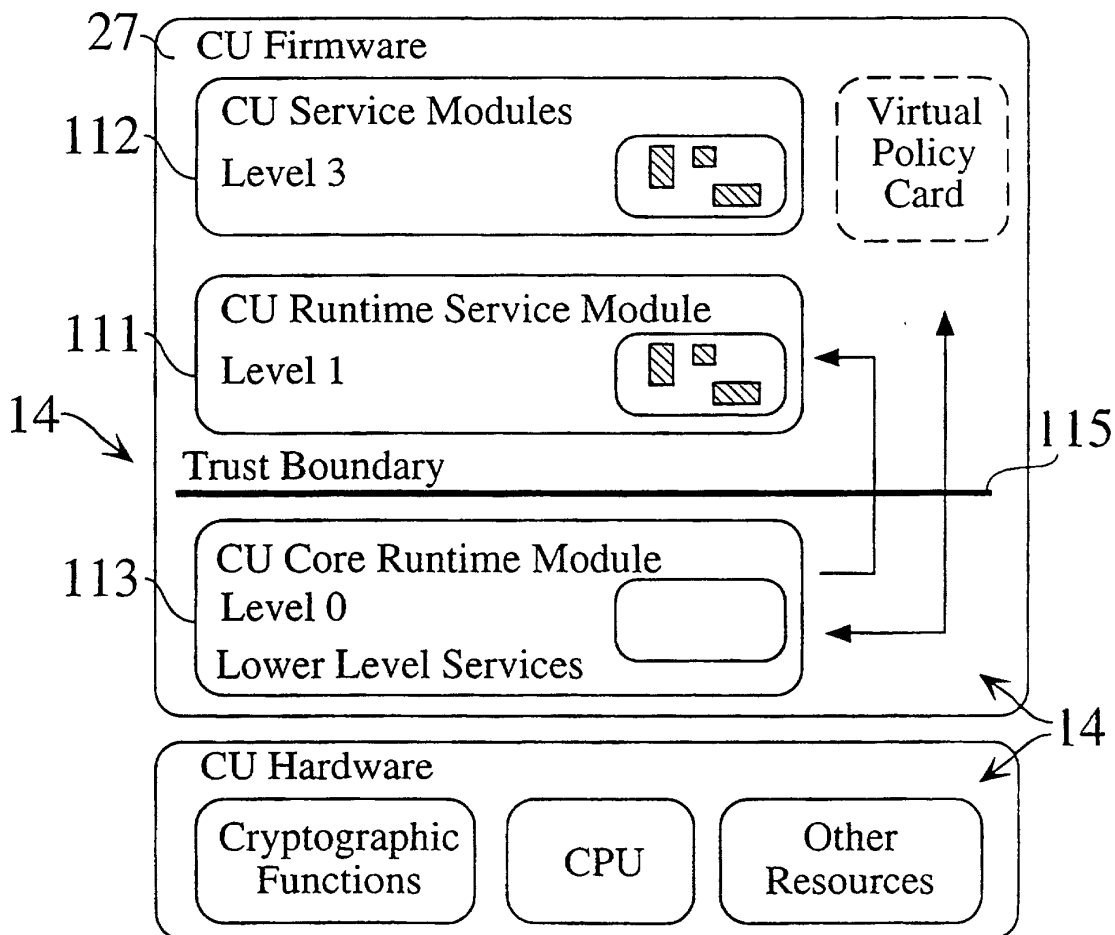 27
CU Firmware
112
CU Service Modules
Level 3
Virtual
Policy
Card
111
CU Runtime Service Module
Level 1
14
Trust Boundary
115
113
CU Core Runtime Module
Level 0
Lower Level Services
14
CU Hardware
Cryptographic
Functions
CPU
Other
Resources